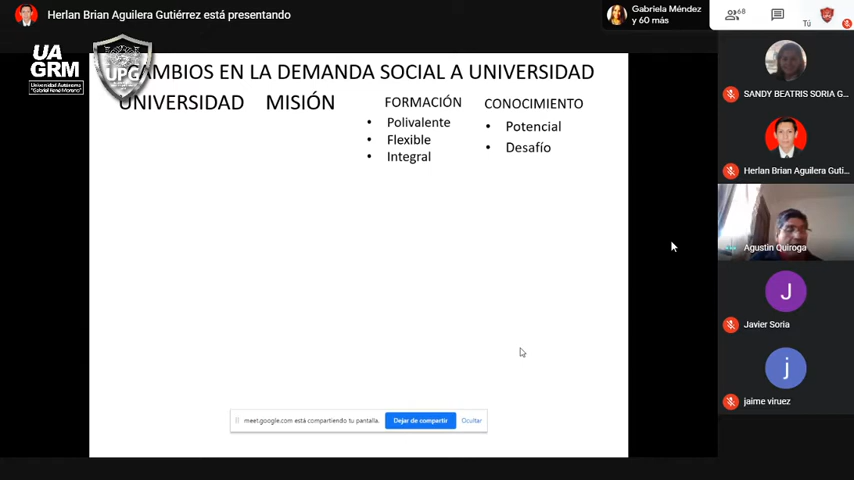 Herlan Brian Aguilera Gutiérrez está presentando
Gabriela Méndez
y 60 más
68
Tú
UAGRM
Universidad Autónoma
"Gabriel René Moreno"
UPG
CAMBIOS EN LA DEMANDA SOCIAL A UNIVERSIDAD
UNIVERSIDAD MISIÓN
FORMACIÓN
• Polivalente
• Flexible
• Integral
CONOCIMIENTO
• Potencial
• Desafío
meet.google.com está compartiendo tu pantalla.
Dejar de compartir
Ocultar
SANDY BEATRIS SORIA G...
Herlan Brian Aguilera Guti...
Agustin Quiroga
J
Javier Soria
j
jaime viruez